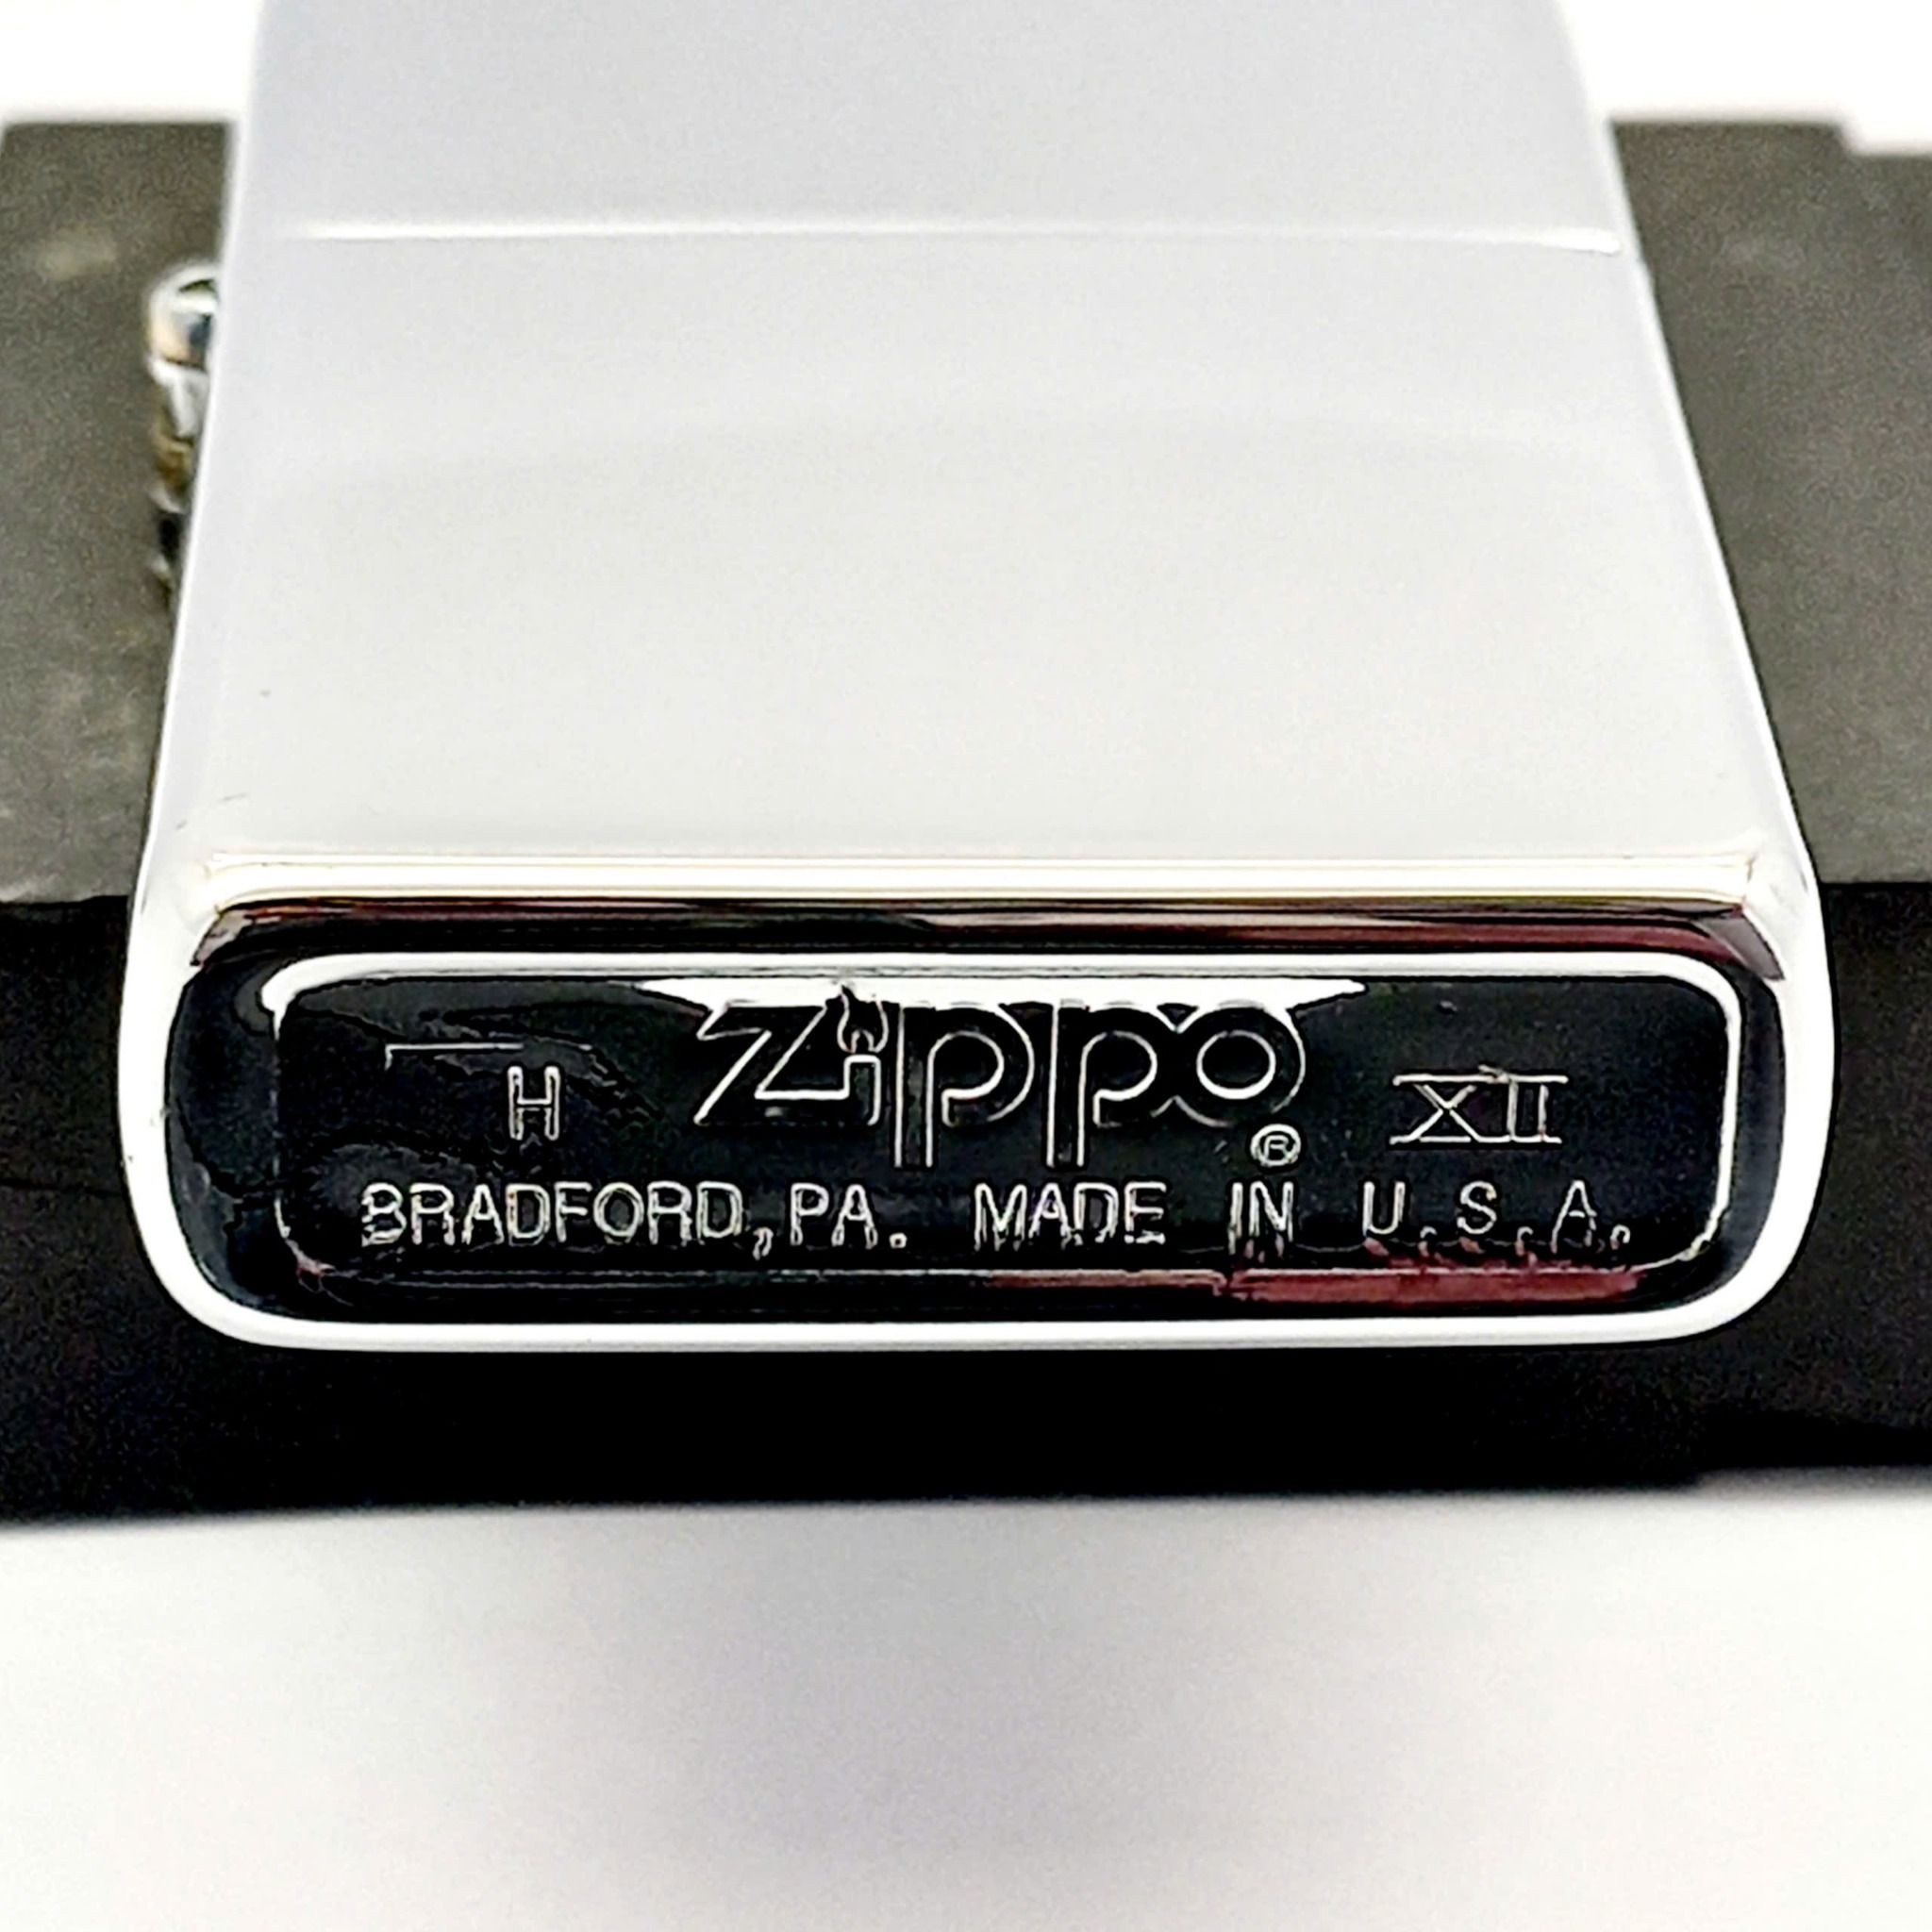 H Zippo ® XII
BRADFORD, PA. MADE IN U.S.A.